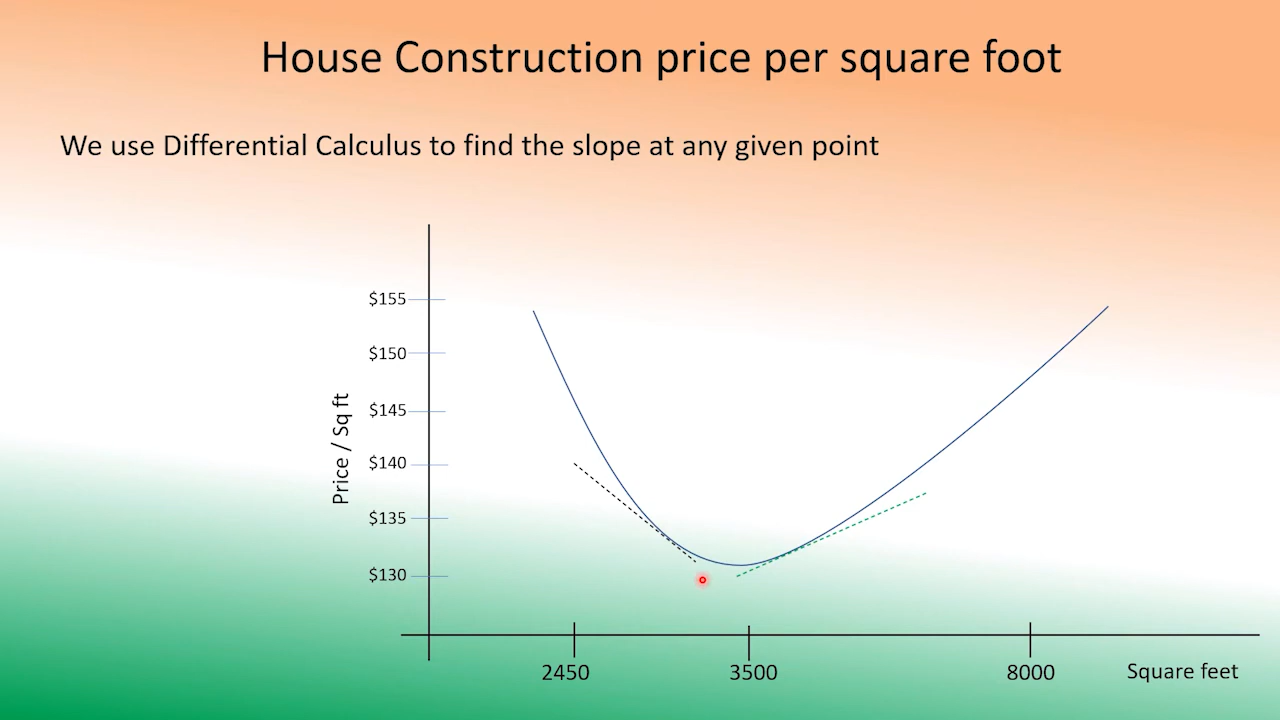 House Construction price per square foot
We use Differential Calculus to find the slope at any given point
$155
$150
$145
$140
$135
$130
Price / Sq ft
2450
3500
8000
Square feet